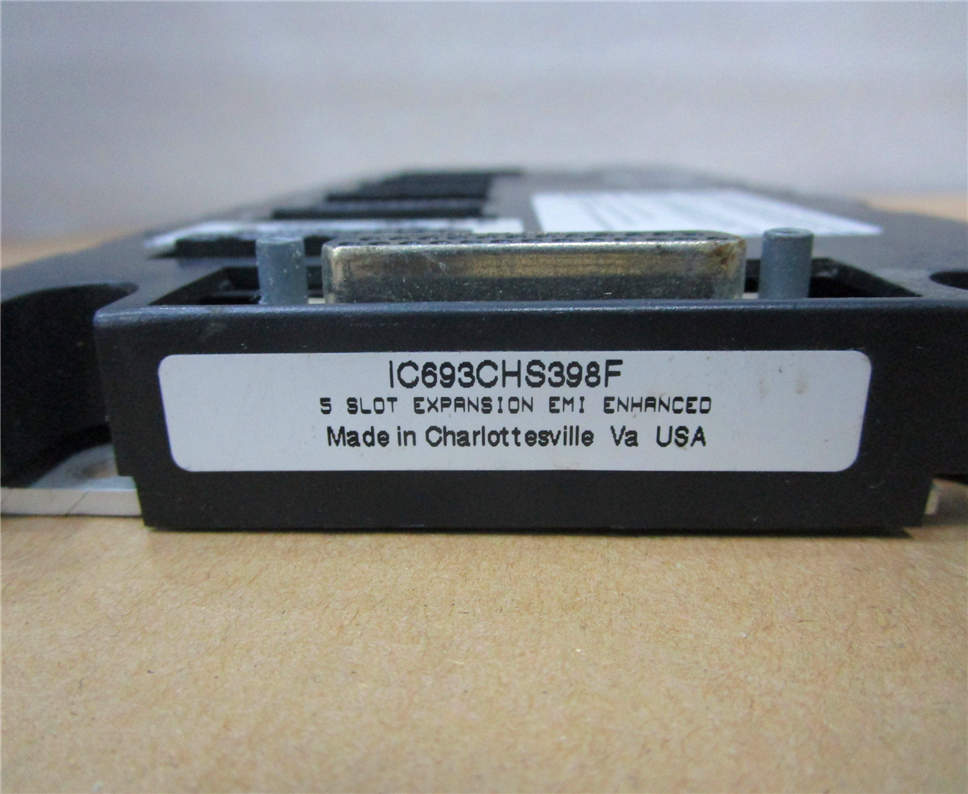 IC693CHS398F
5 SLOT EXPANSION EMI ENHANCED
Made in Charlottesville Va USA